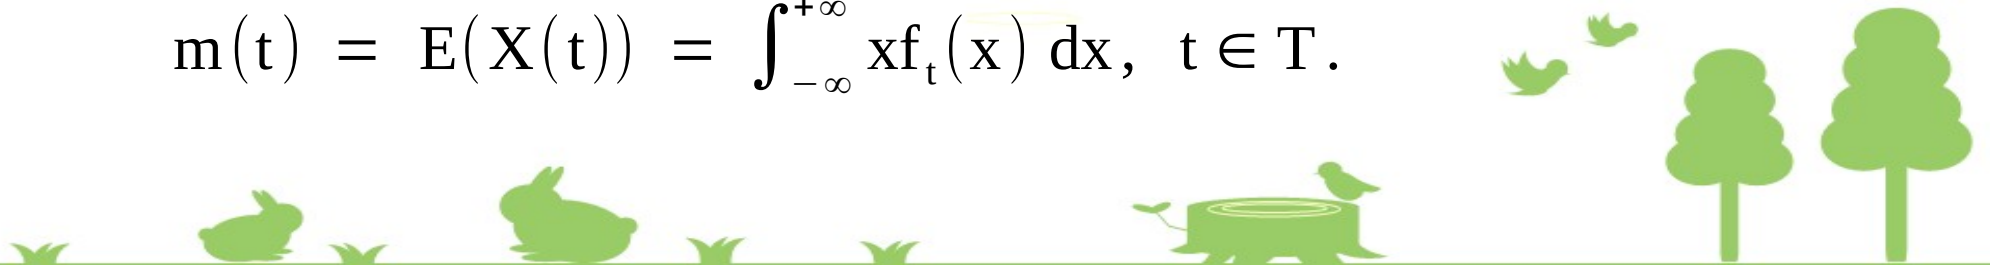 m(t) = E(X(t)) = ∫_{-∞}^{+∞} xf_t(x) dx, t ∈ T.